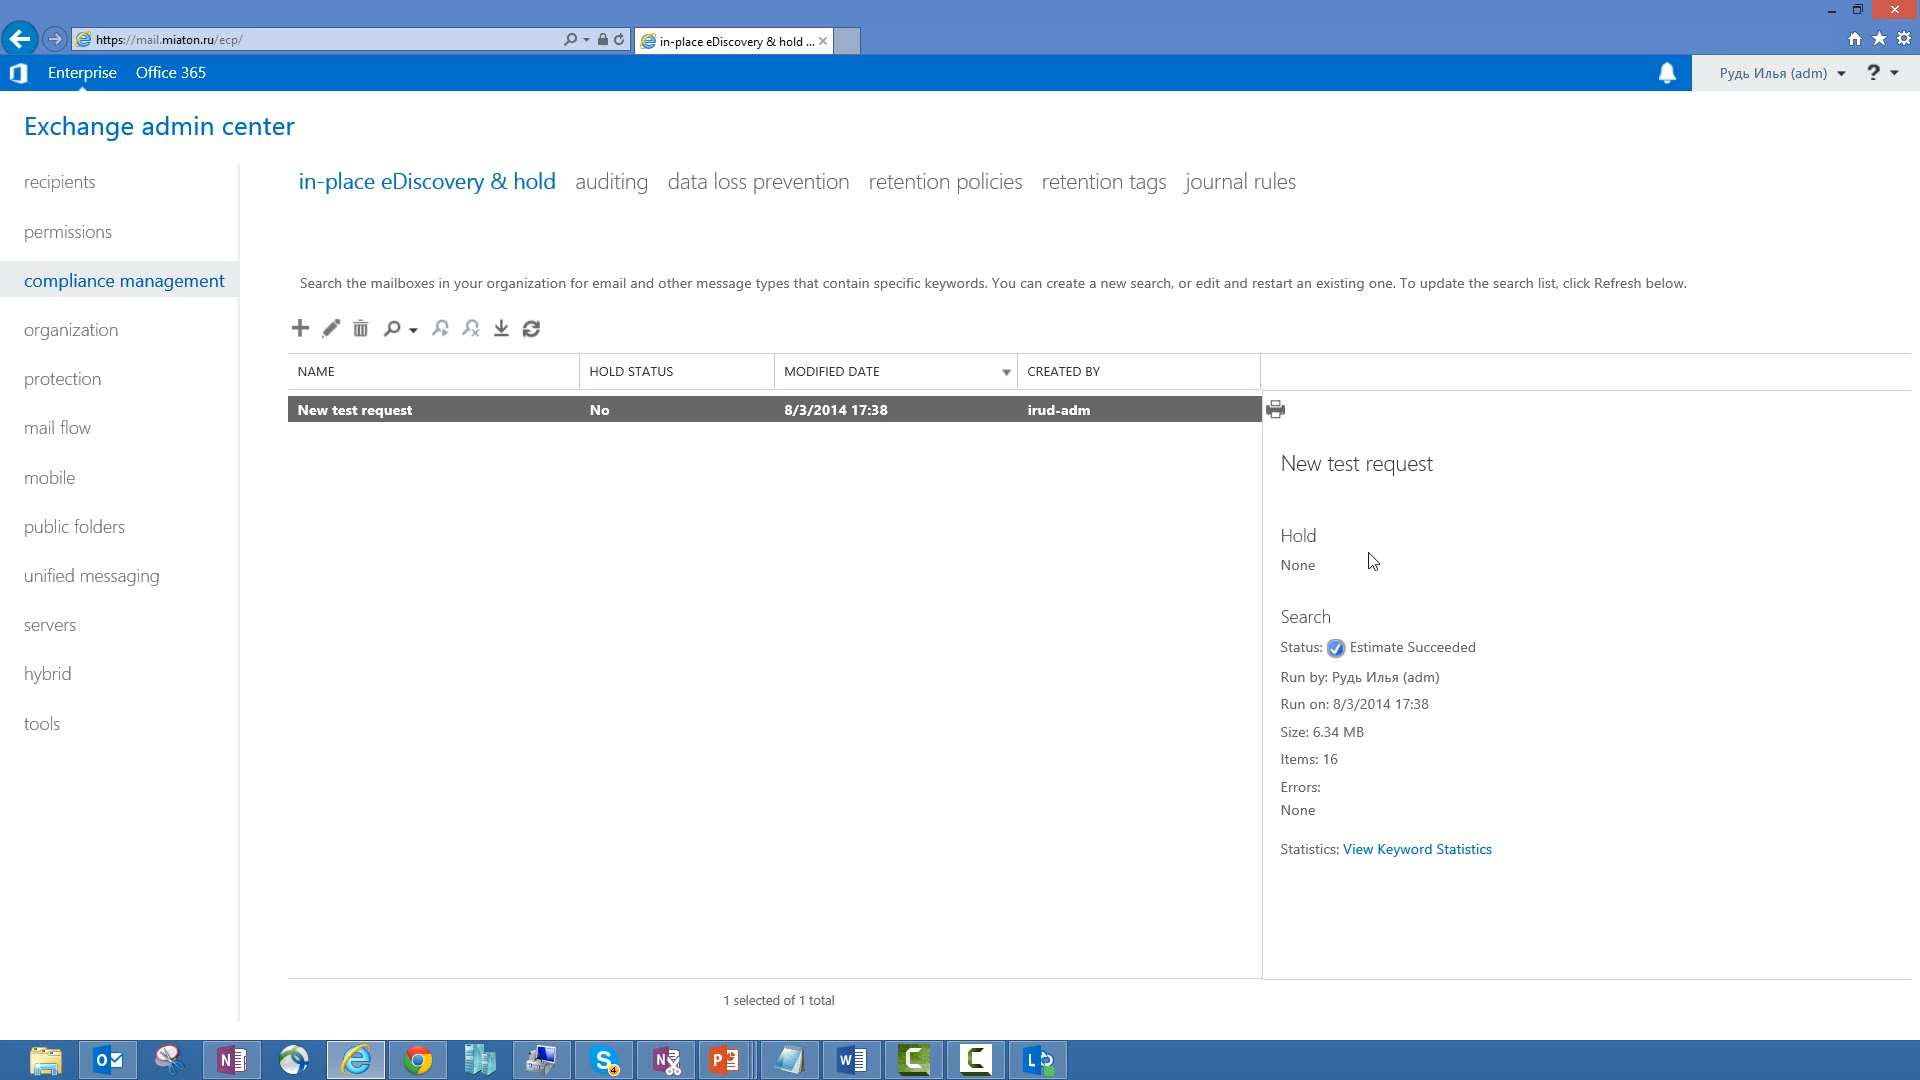 https://mail.miaton.ru/ecp/
in-place eDiscovery & hold ...
Enterprise Office 365
Рудь Илья (adm) ?
Exchange admin center
recipients
permissions
compliance management
organization
protection
mail flow
mobile
public folders
unified messaging
servers
hybrid
tools
in-place eDiscovery & hold auditing data loss prevention retention policies retention tags journal rules
Search the mailboxes in your organization for email and other message types that contain specific keywords. You can create a new search, or edit and restart an existing one. To update the search list, click Refresh below.
NAME HOLD STATUS MODIFIED DATE CREATED BY
New test request No 8/3/2014 17:38 irud-adm
New test request
Hold
None
Search
Status: Estimate Succeeded
Run by: Рудь Илья (adm)
Run on: 8/3/2014 17:38
Size: 6.34 MB
Items: 16
Errors:
None
Statistics: View Keyword Statistics
1 selected of 1 total